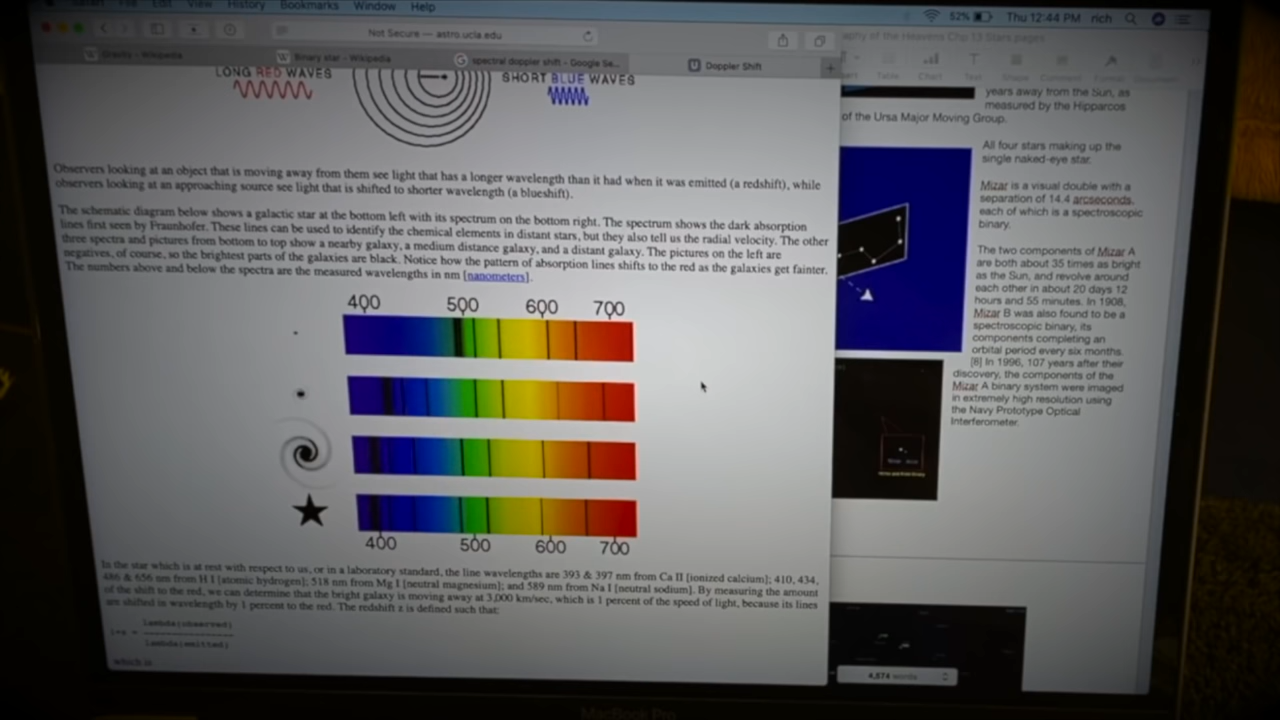 Safari File Edit View History Bookmarks Window Help
52% Thu 12:44 PM rich
Not Secure — astro.ucla.edu
Gravity - Wikipedia
Binary star - Wikipedia
spectral doppler shift - Google Se...
Doppler Shift
+
Chp 13 Stars.pages
Table Chart Text Shape Comment
LONG RED WAVES
SHORT BLUE WAVES
Observers looking at an object that is moving away from them see light that has a longer wavelength than it had when it was emitted (a redshift), while
observers looking at an approaching source see light that is shifted to shorter wavelength (a blueshift).
The schematic diagram below shows a galactic star at the bottom left with its spectrum on the bottom right. The spectrum shows the dark absorption
lines first seen by Fraunhofer. These lines can be used to identify the chemical elements in distant stars, but they also tell us the radial velocity. The other
three spectra and pictures from bottom to top show a nearby galaxy, a medium distance galaxy, and a distant galaxy. The pictures on the left are
negatives, of course, so the brightest parts of the galaxies are black. Notice how the pattern of absorption lines shifts to the red as the galaxies get fainter.
The numbers above and below the spectra are the measured wavelengths in nm [nanometers].
400 500 600 700
400 500 600 700
In the star which is at rest with respect to us, or in a laboratory standard, the line wavelengths are 393 & 397 nm from Ca II [ionized calcium]; 410, 434,
486 & 656 nm from H I [atomic hydrogen]; 518 nm from Mg I [neutral magnesium]; and 589 nm from Na I [neutral sodium]. By measuring the amount
of the shift to the red, we can determine that the bright galaxy is moving away at 3,000 km/sec, which is 1 percent of the speed of light, because its lines
are shifted in wavelength by 1 percent to the red. The redshift z is defined such that:
lambda(observed)
1+z = ----------------
lambda(emitted)
which is
years away from the Sun, as
measured by the Hipparcos
of the Ursa Major Moving Group.
All four stars making up the
single naked-eye star.
Mizar is a visual double with a
separation of 14.4 arcseconds,
each of which is a spectroscopic
binary.
The two components of Mizar A
are both about 35 times as bright
as the Sun, and revolve around
each other in about 20 days 12
hours and 55 minutes. In 1908,
Mizar B was also found to be a
spectroscopic binary, its
components completing an
orbital period every six months.
[6] In 1996, 107 years after their
discovery, the components of the
Mizar A binary system were imaged
in extremely high resolution using
the Navy Prototype Optical
Interferometer.
4,874 words
MacBook Pro